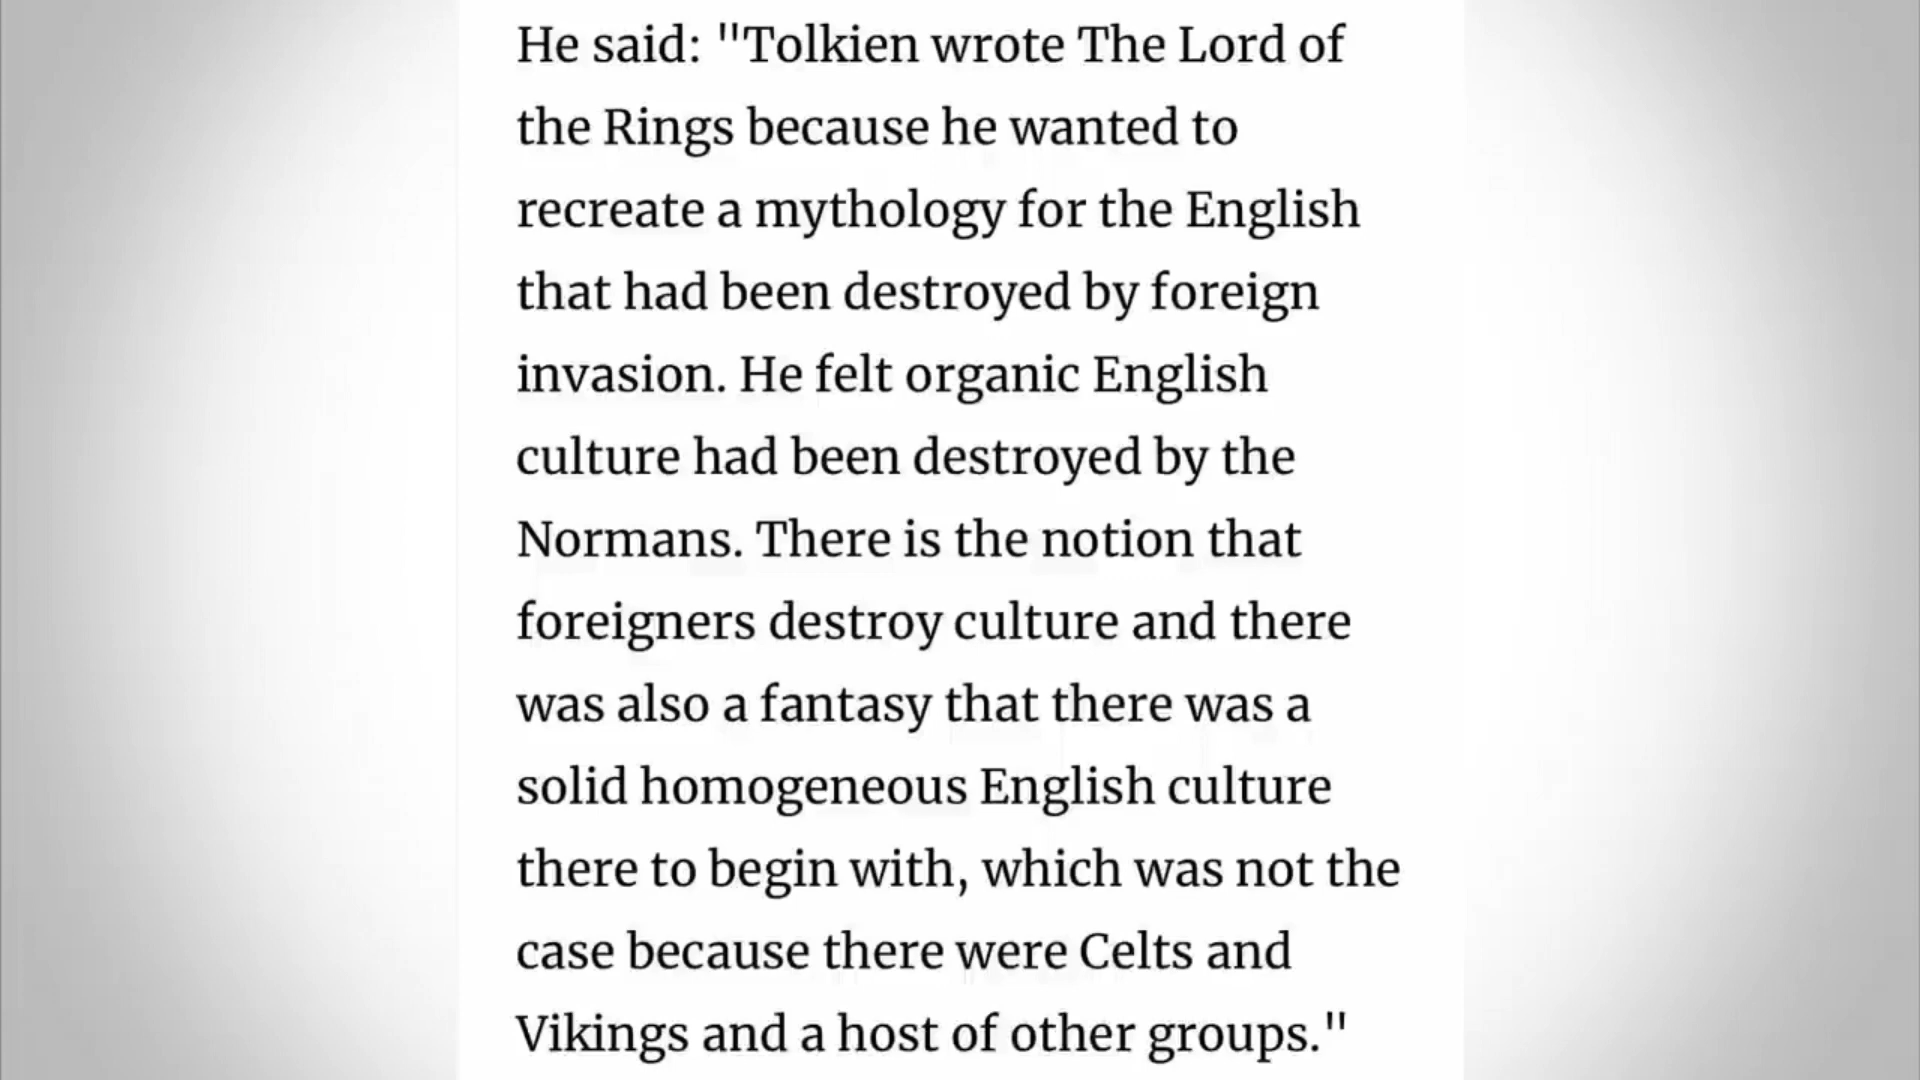 He said: "Tolkien wrote The Lord of
the Rings because he wanted to
recreate a mythology for the English
that had been destroyed by foreign
invasion. He felt organic English
culture had been destroyed by the
Normans. There is the notion that
foreigners destroy culture and there
was also a fantasy that there was a
solid homogeneous English culture
there to begin with, which was not the
case because there were Celts and
Vikings and a host of other groups."